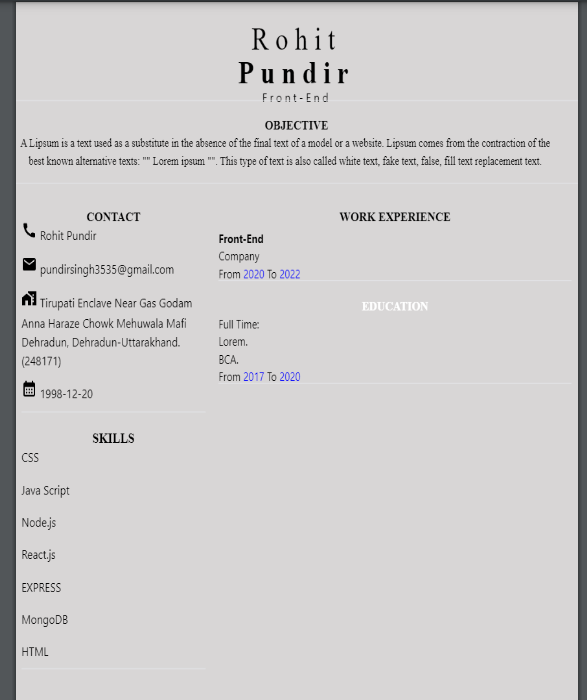 Rohit
Pundir
Front-End
OBJECTIVE
A Lipsum is a text used as a substitute in the absence of the final text of a model or a website. Lipsum comes from the contraction of the
best known alternative texts: "" Lorem ipsum "". This type of text is also called white text, fake text, false, fill text replacement text.
CONTACT
Rohit Pundir
pundirsingh3535@gmail.com
Tirupati Enclave Near Gas Godam
Anna Haraze Chowk Mehuwala Mafi
Dehradun, Dehradun-Uttarakhand.
(248171)
1998-12-20
SKILLS
CSS
Java Script
Node.js
React.js
EXPRESS
MongoDB
HTML
WORK EXPERIENCE
Front-End
Company
From 2020 To 2022
EDUCATION
Full Time:
Lorem.
BCA.
From 2017 To 2020